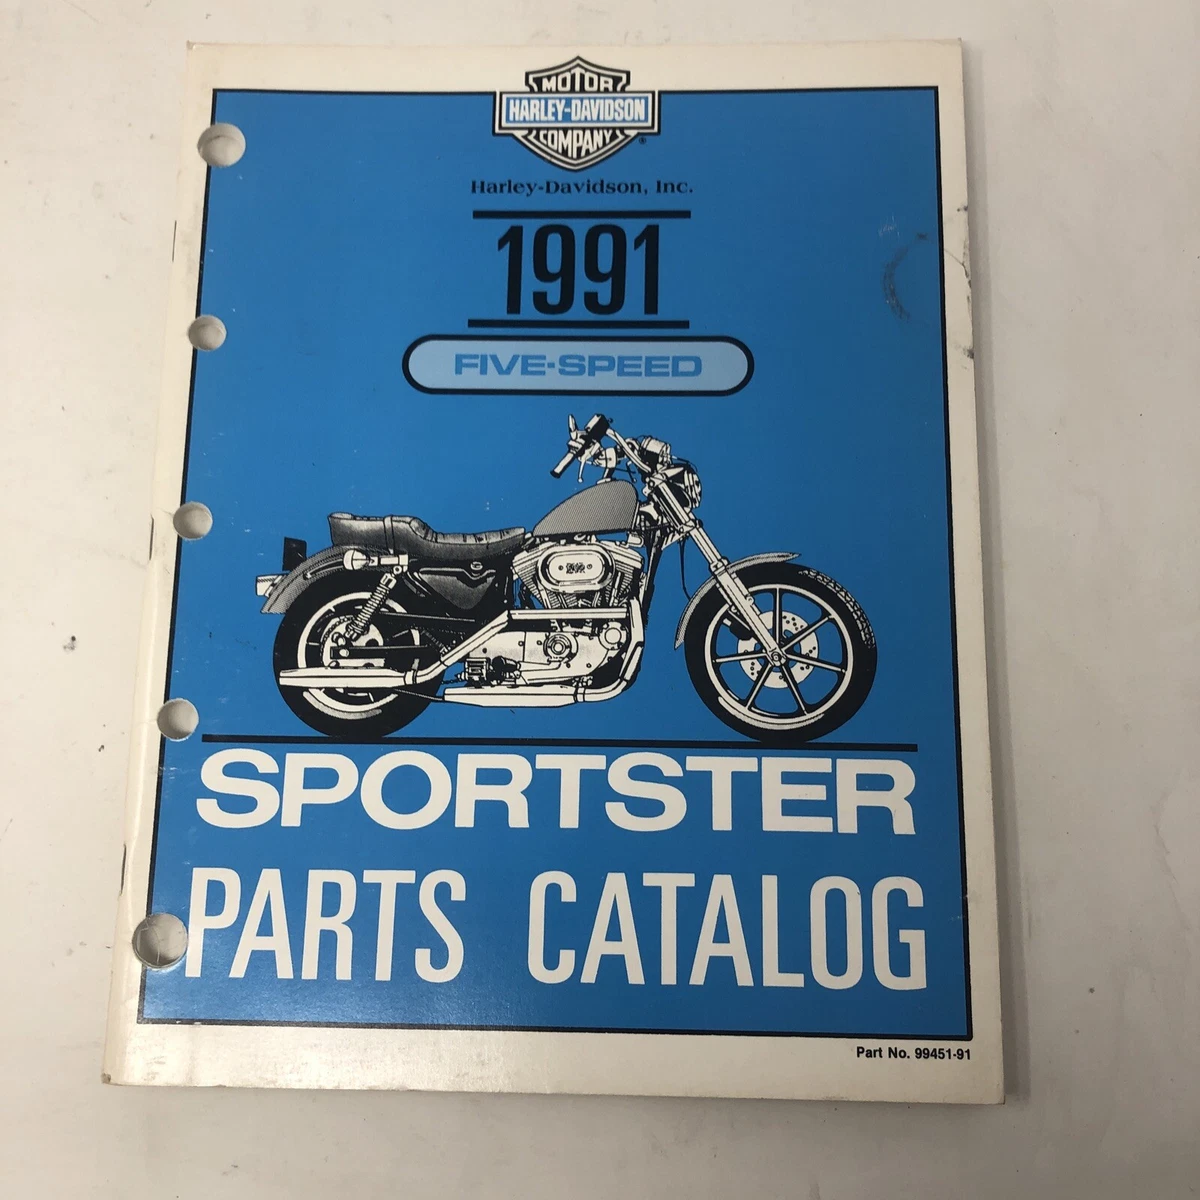 MOTOR
HARLEY-DAVIDSON
COMPANY ®
Harley-Davidson, Inc.
1991
FIVE-SPEED
SPORTSTER
PARTS CATALOG
Part No. 99451-91